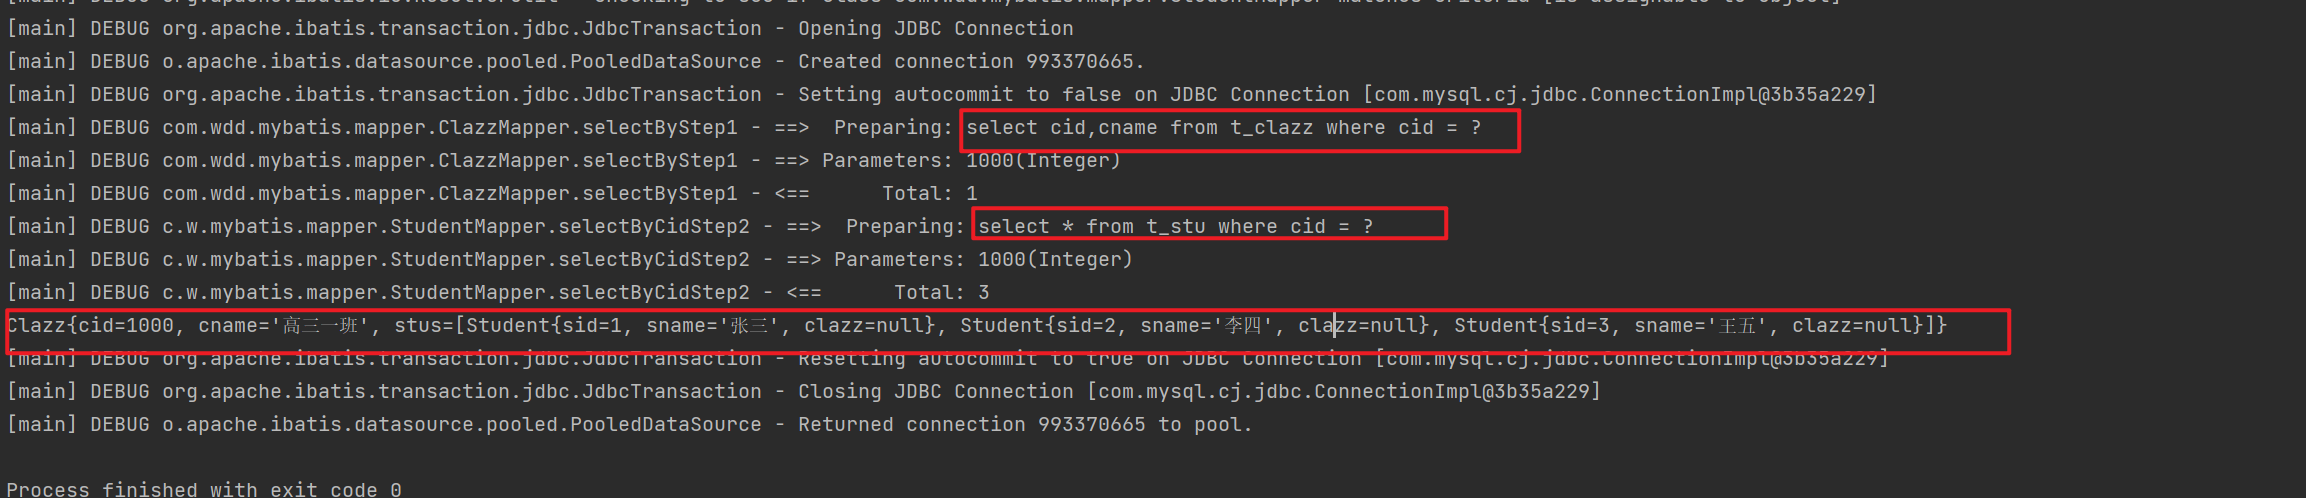 [main] DEBUG org.apache.ibatis.transaction.jdbc.JdbcTransaction - Opening JDBC Connection
[main] DEBUG o.apache.ibatis.datasource.pooled.PooledDataSource - Created connection 993370665.
[main] DEBUG org.apache.ibatis.transaction.jdbc.JdbcTransaction - Setting autocommit to false on JDBC Connection [com.mysql.cj.jdbc.ConnectionImpl@3b35a229]
[main] DEBUG com.wdd.mybatis.mapper.ClazzMapper.selectByStep1 - ==>  Preparing: select cid,cname from t_clazz where cid = ?
[main] DEBUG com.wdd.mybatis.mapper.ClazzMapper.selectByStep1 - ==> Parameters: 1000(Integer)
[main] DEBUG com.wdd.mybatis.mapper.ClazzMapper.selectByStep1 - <==      Total: 1
[main] DEBUG c.w.mybatis.mapper.StudentMapper.selectByCidStep2 - ==>  Preparing: select * from t_stu where cid = ?
[main] DEBUG c.w.mybatis.mapper.StudentMapper.selectByCidStep2 - ==> Parameters: 1000(Integer)
[main] DEBUG c.w.mybatis.mapper.StudentMapper.selectByCidStep2 - <==      Total: 3
Clazz{cid=1000, cname='高三一班', stus=[Student{sid=1, sname='张三', clazz=null}, Student{sid=2, sname='李四', clazz=null}, Student{sid=3, sname='王五', clazz=null}]}
[main] DEBUG org.apache.ibatis.transaction.jdbc.JdbcTransaction - Resetting autocommit to true on JDBC Connection [com.mysql.cj.jdbc.ConnectionImpl@3b35a229]
[main] DEBUG org.apache.ibatis.transaction.jdbc.JdbcTransaction - Closing JDBC Connection [com.mysql.cj.jdbc.ConnectionImpl@3b35a229]
[main] DEBUG o.apache.ibatis.datasource.pooled.PooledDataSource - Returned connection 993370665 to pool.
Process finished with exit code 0